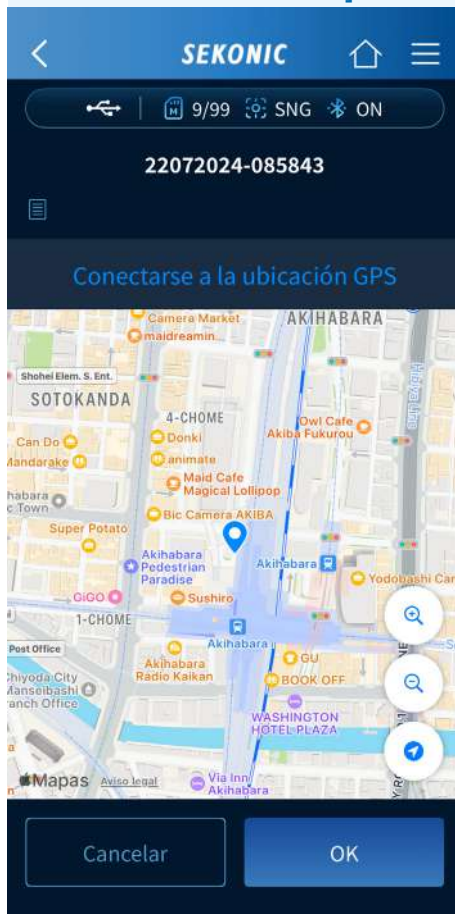 SEKONIC
9/99 SNG ON
22072024-085843
Conectarse a la ubicación GPS
Camera Market
AKIHABARA
maidreamin
Shohei Elem. S. Ent.
SOTOKANDA
4-CHOME
Owl Cafe
Akiba Fukurou
Can Do
Donki
Mandarake
animate
Maid Cafe
Magical Lollipop
habara
c Town
Bic Camera AKIBA
Super Potato
Akihabara
Pedestrian
Paradise
Akihabara
Yodobashi Car
GiGO
Sushiro
1-CHOME
Post Office
Akihabara
Chiyoda City
Manseibashi
anch Office
Akihabara
Radio Kaikan
GU
BOOK OFF
WASHINGTON
HOTEL PLAZA
Mapas Aviso legal
Via Inn
Akihabara
Cancelar
OK